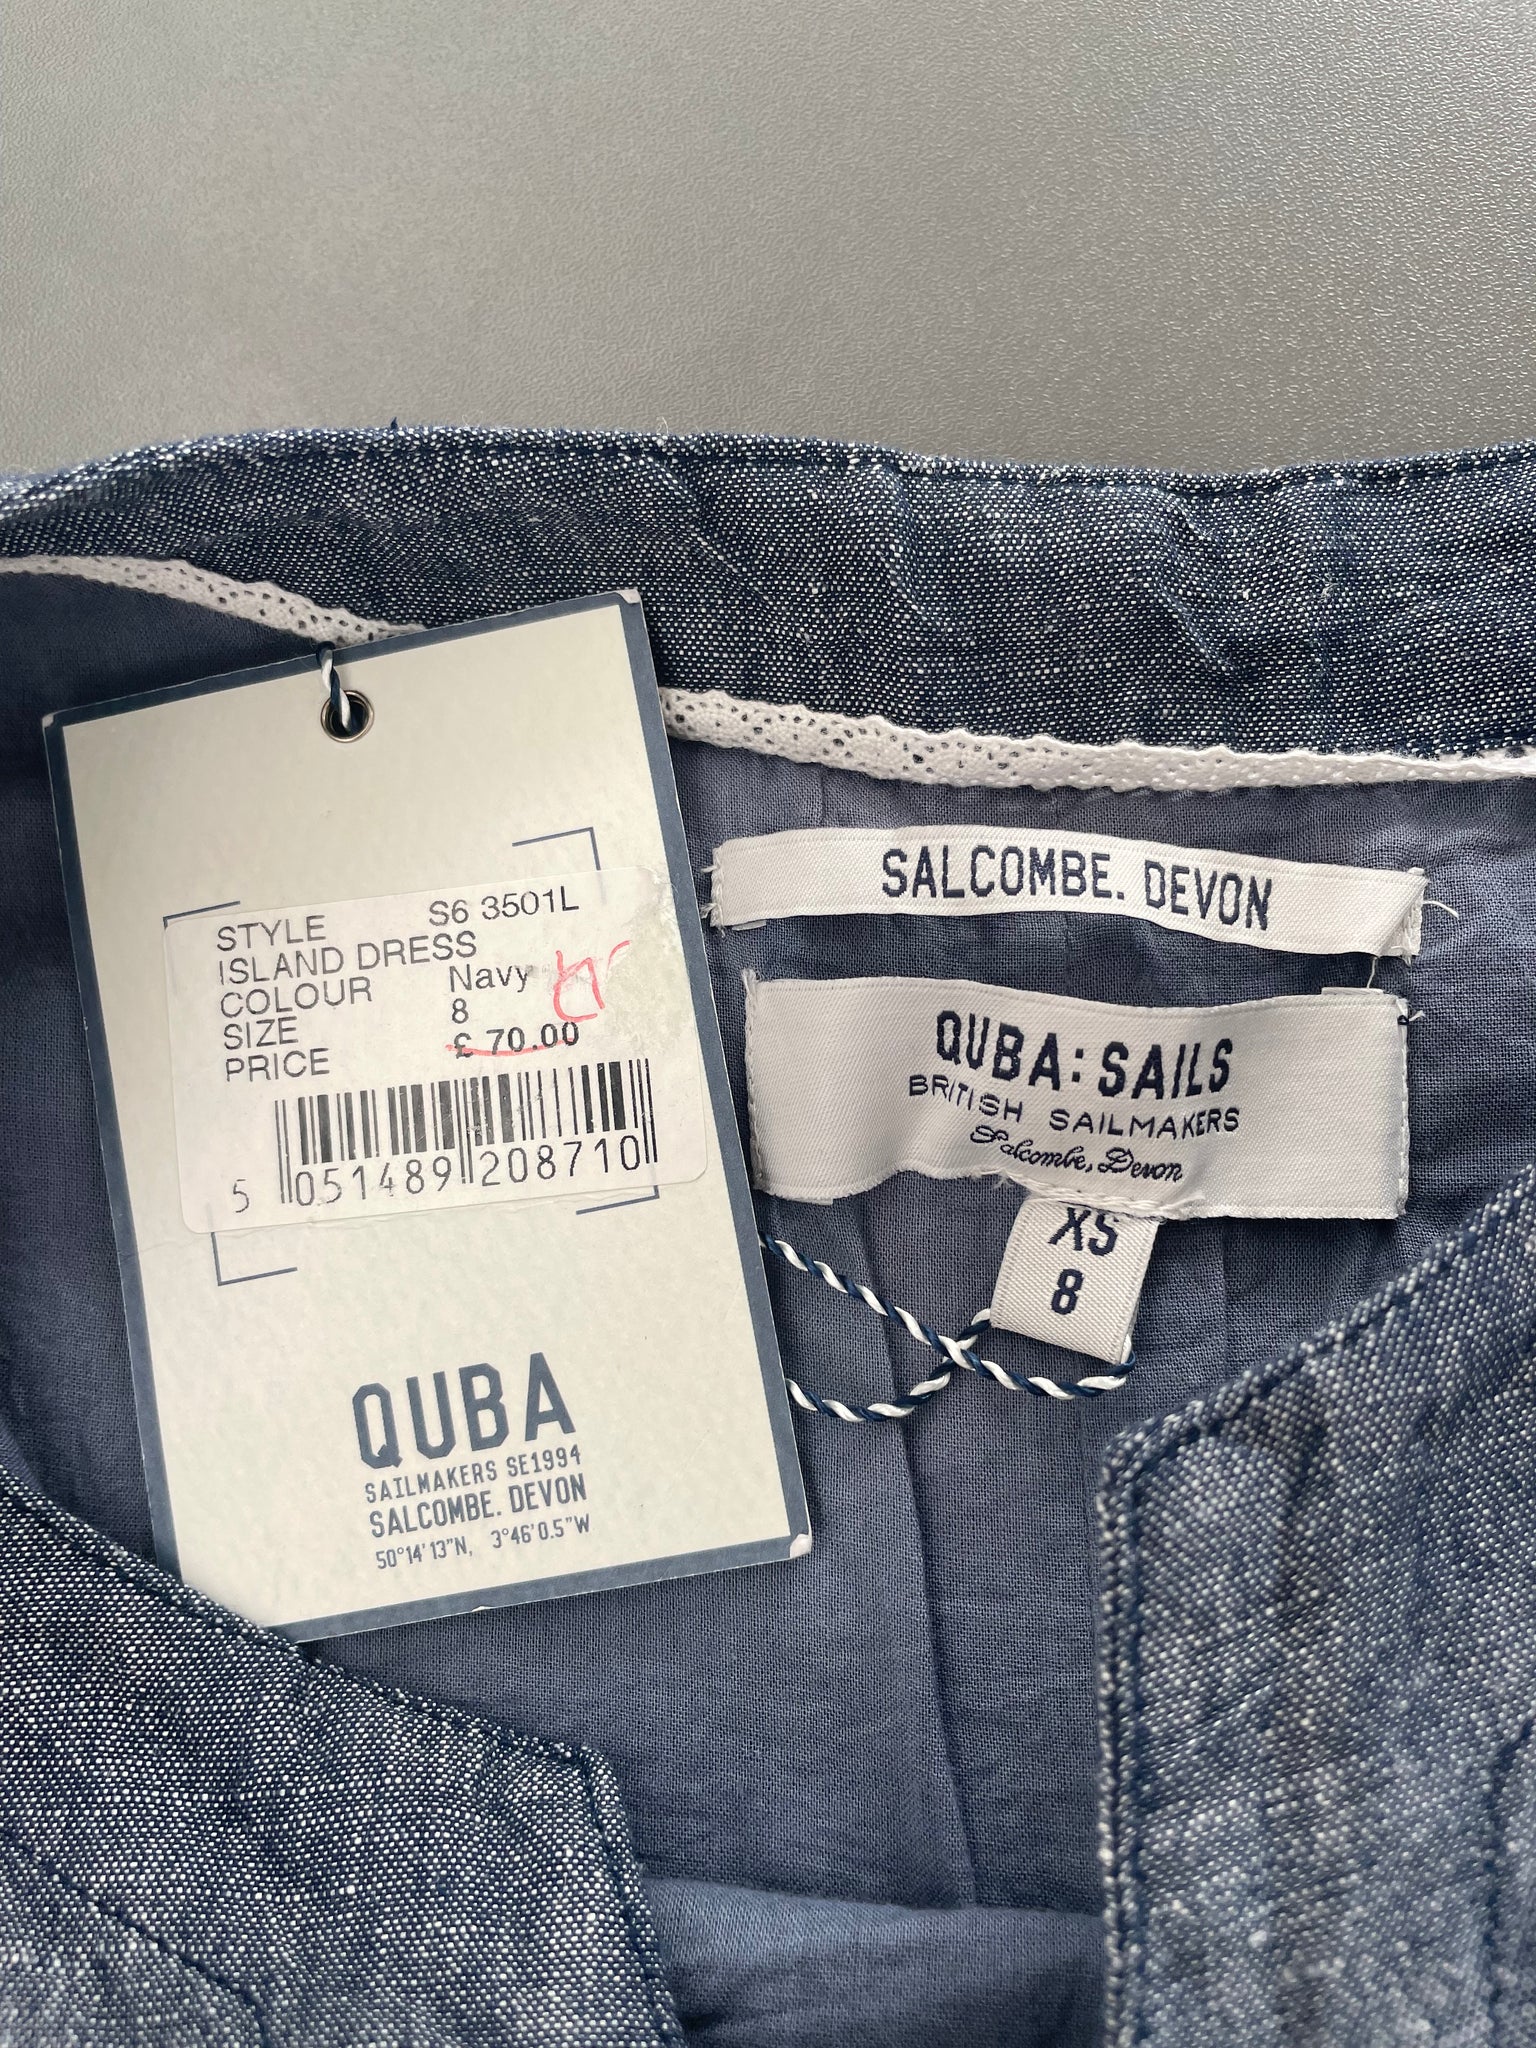 STYLE S6 3501L
ISLAND DRESS
COLOUR Navy
SIZE 8
PRICE £ 70.00
5 051489 208710
QUBA
SAILMAKERS SE1994
SALCOMBE. DEVON
50°14'13"N, 3°46'0.5"W
SALCOMBE. DEVON
QUBA: SAILS
BRITISH SAILMAKERS
Salcombe, Devon
XS
8